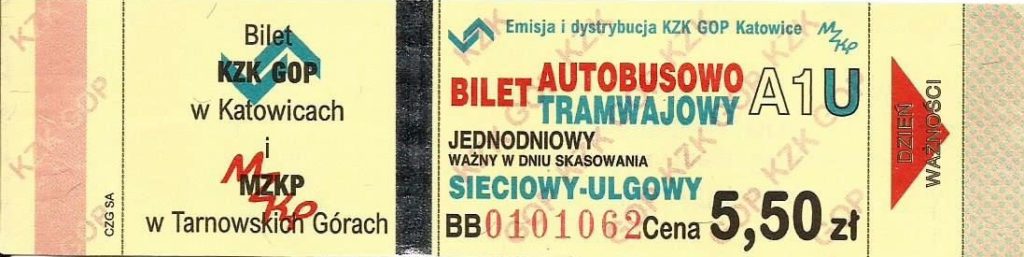 Bilet
KZK GOP
w Katowicach
i
MZKP
w Tarnowskich Górach
CZG SA
Emisja i dystrybucja KZK GOP Katowice MZKP
BILET AUTOBUSOWO
TRAMWAJOWY A1U
JEDNODNIOWY
WAŻNY W DNIU SKASOWANIA
SIECIOWY-ULGOWY
BB0101062 Cena 5,50 zł
DZIEŃ
WAŻNOŚCI